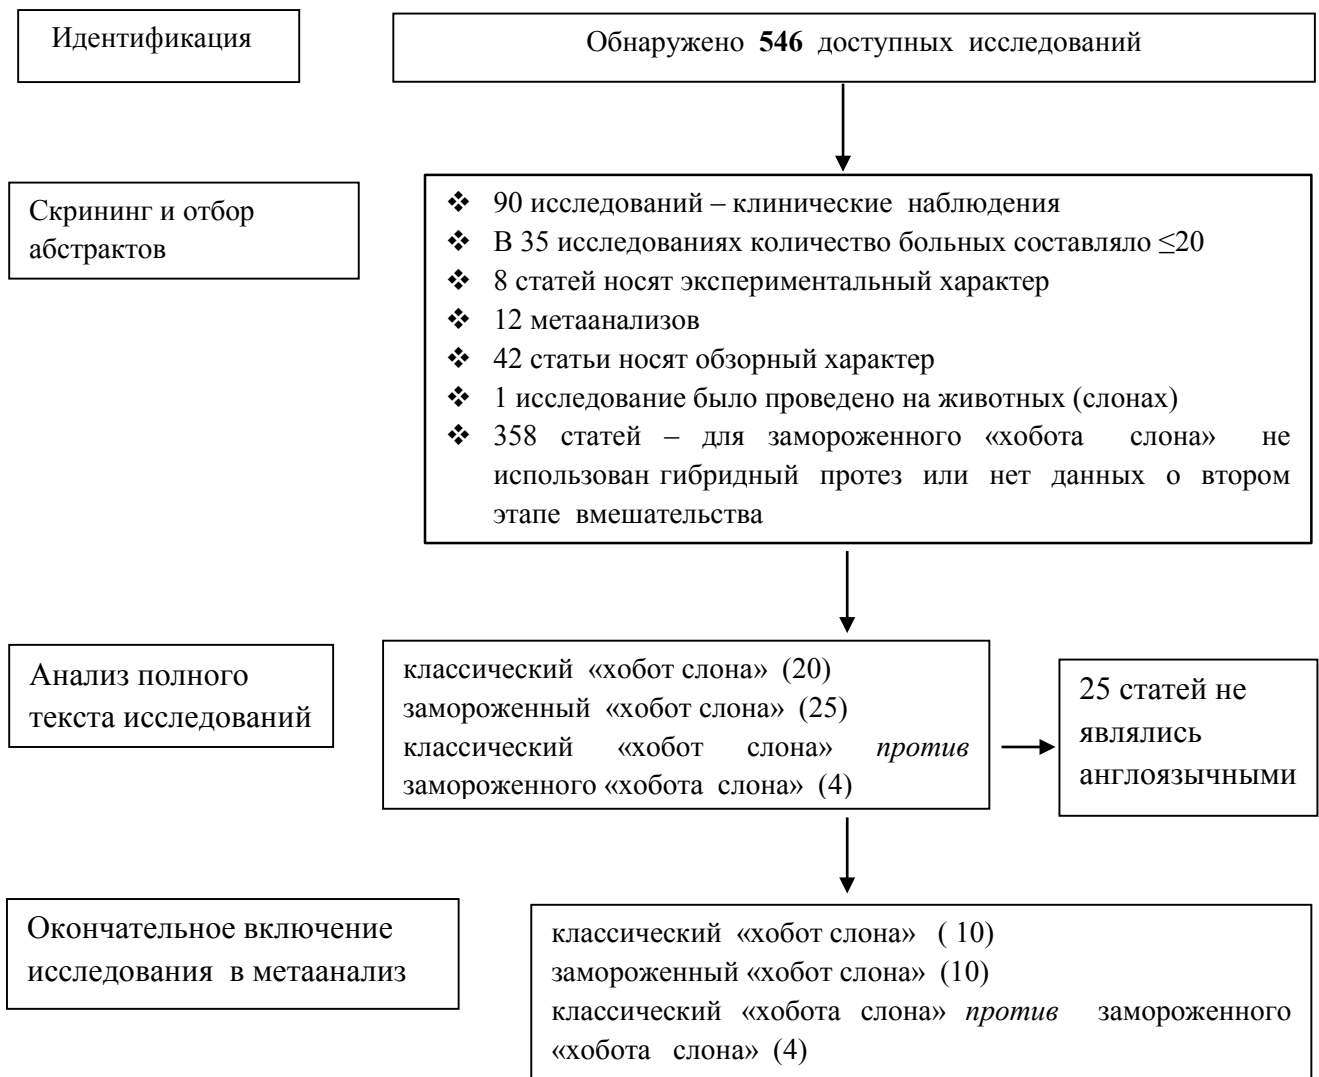 Идентификация
Обнаружено 546 доступных исследований
Скрининг и отбор
абстрактов
❖ 90 исследований – клинические наблюдения
❖ В 35 исследованиях количество больных составляло ≤20
❖ 8 статей носят экспериментальный характер
❖ 12 метаанализов
❖ 42 статьи носят обзорный характер
❖ 1 исследование было проведено на животных (слонах)
❖ 358 статей – для замороженного «хобота слона» не
использован гибридный протез или нет данных о втором
этапе вмешательства
Анализ полного
текста исследований
классический «хобот слона» (20)
замороженный «хобот слона» (25)
классический «хобот слона» против
замороженного «хобота слона» (4)
25 статей не
являлись
англоязычными
Окончательное включение
исследования в метаанализ
классический «хобот слона» ( 10)
замороженный «хобот слона» (10)
классический «хобота слона» против замороженного
«хобота слона» (4)